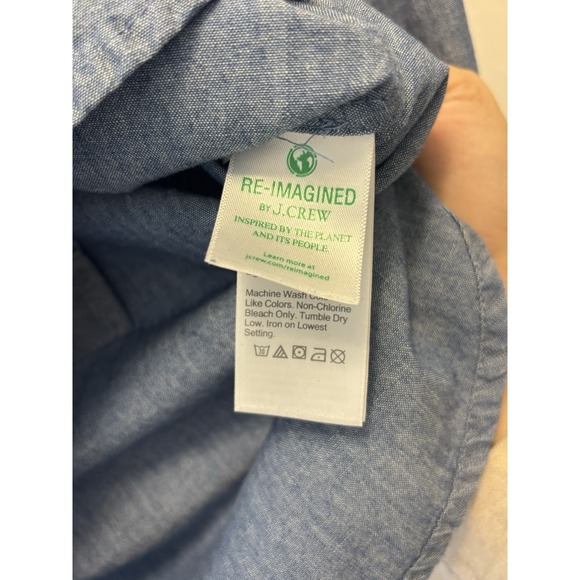 RE-IMAGINED
BY J.CREW
INSPIRED BY THE PLANET
AND ITS PEOPLE.
Learn more at
jcrew.com/reimagined
Machine Wash
Like Colors. Non-Chlorine
Bleach Only. Tumble Dry
Low. Iron on Lowest
Setting.